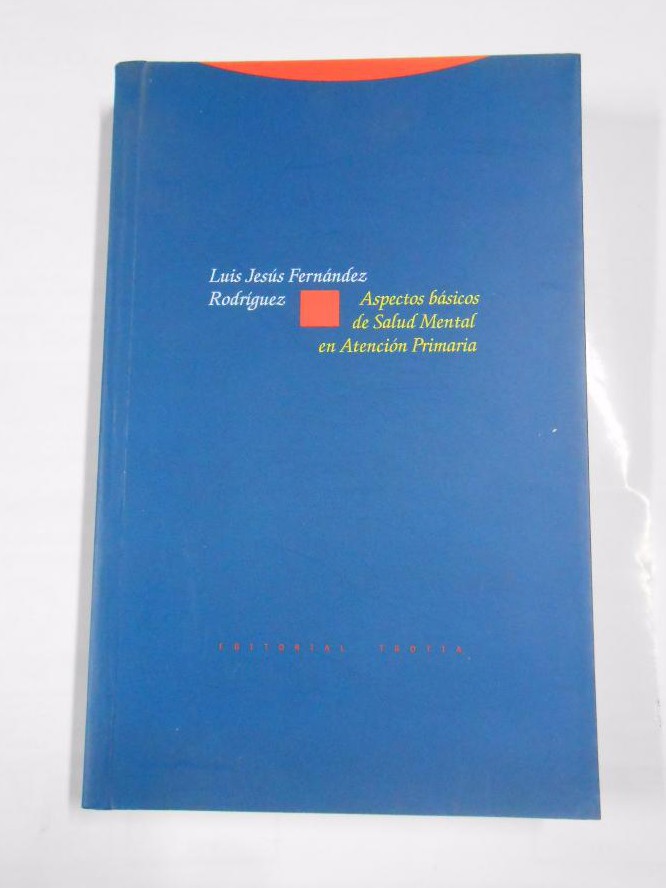 Luis Jesús Fernández
Rodríguez
Aspectos básicos
de Salud Mental
en Atención Primaria
EDITORIAL TROTTA